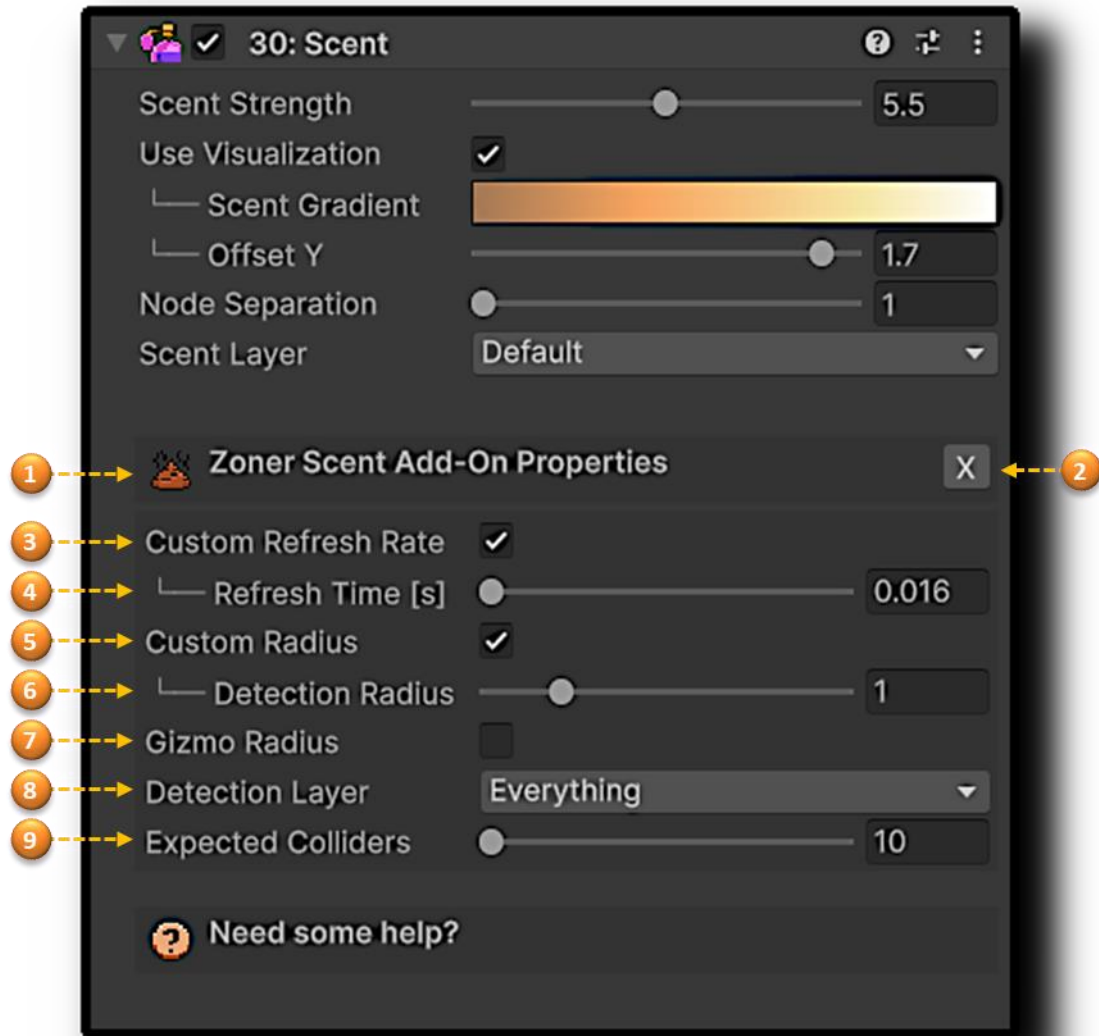 30: Scent
Scent Strength 5.5
Use Visualization
Scent Gradient
Offset Y 1.7
Node Separation 1
Scent Layer Default
1 Zoner Scent Add-On Properties X 2
3 Custom Refresh Rate
4 Refresh Time [s] 0.016
5 Custom Radius
6 Detection Radius 1
7 Gizmo Radius
8 Detection Layer Everything
9 Expected Colliders 10
? Need some help?